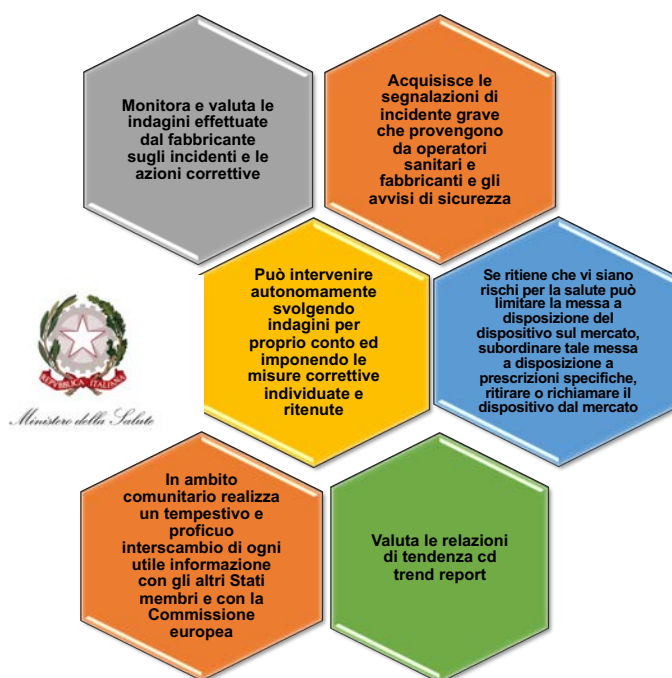 Monitora e valuta le
indagini effettuate
dal fabbricante
sugli incidenti e le
azioni correttive
Acquisisce le
segnalazioni di
incidente grave
che provengono
da operatori
sanitari e
fabbricanti e gli
avvisi di sicurezza
Può intervenire
autonomamente
svolgendo
indagini per
proprio conto ed
imponendo le
misure correttive
individuate e
ritenute
Se ritiene che vi siano
rischi per la salute può
limitare la messa a
disposizione del
dispositivo sul mercato,
subordinare tale messa
a disposizione a
prescrizioni specifiche,
ritirare o richiamare il
dispositivo dal mercato
REPVBBLICA ITALIANA
Ministero della Salute
In ambito
comunitario realizza
un tempestivo e
proficuo
interscambio di ogni
utile informazione
con gli altri Stati
membri e con la
Commissione
europea
Valuta le relazioni
di tendenza cd
trend report